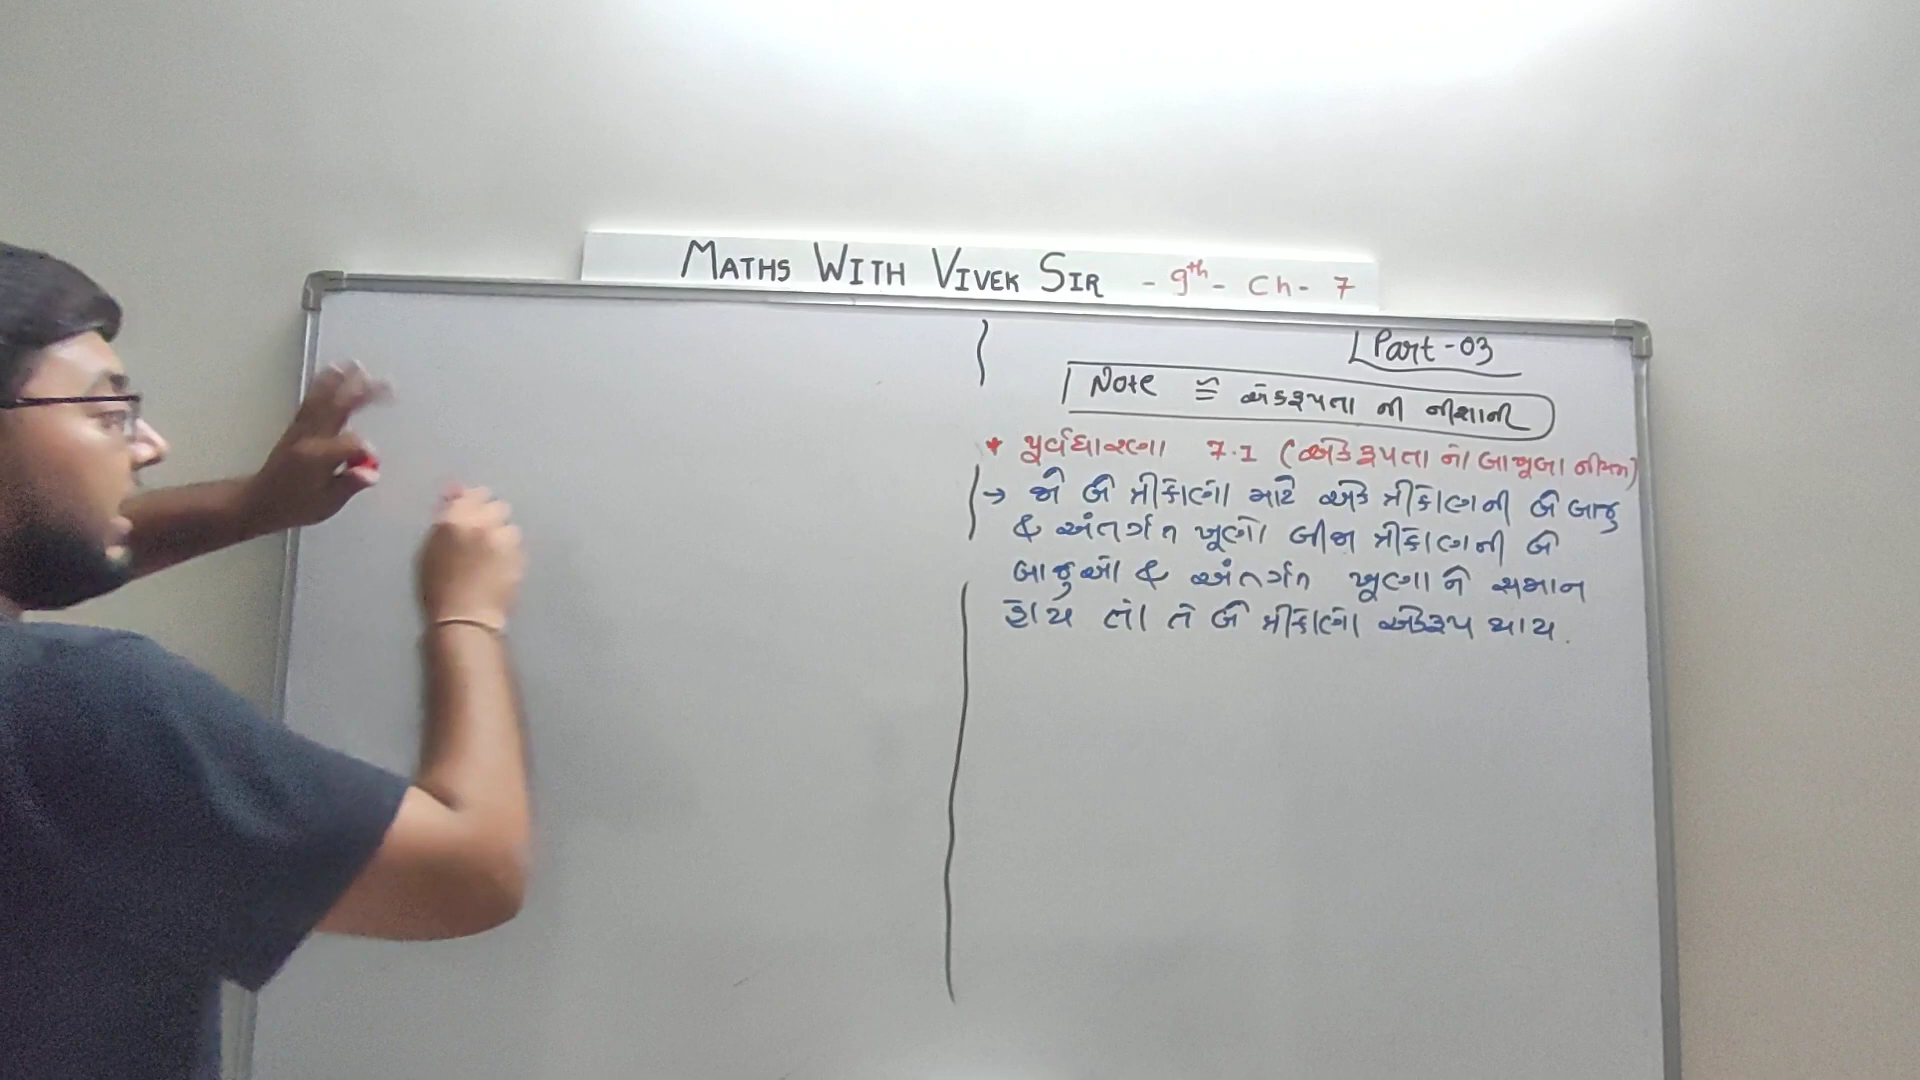 MATHS WITH VIVEK SIR - 9th - Ch - 7
Part - 03
Note ≅ એકરૂપતા ની નીશાની
* પૂર્વધારણા 7.1 (એકરૂપતા નો બાખૂબા નીયમ)
→ જો બે ત્રીકોણો માટે એક ત્રીકોણની બે બાજુ
& અંતર્ગત ખૂણો બીજા ત્રીકોણની બે
બાજુઓ & અંતર્ગત ખૂણા ને સમાન
હોય તો તે બે ત્રીકોણો એકરૂપ થાય.